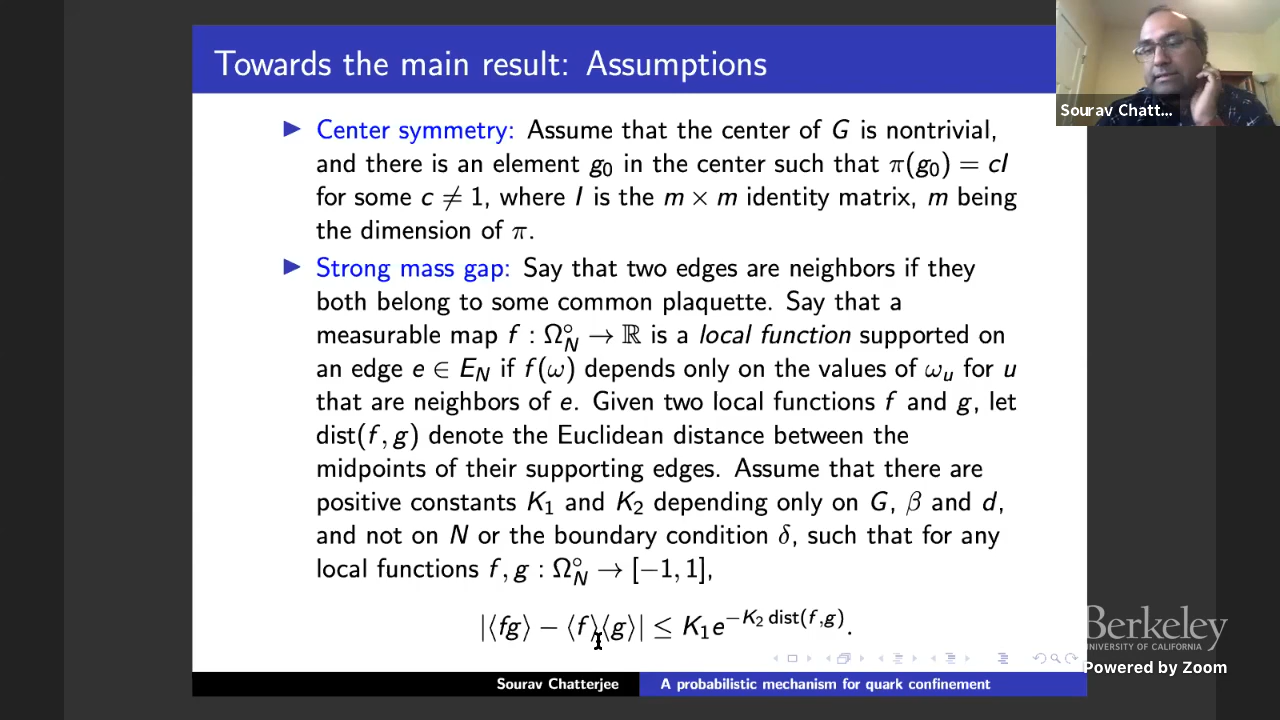 Towards the main result: Assumptions
Sourav Chatt...
▶ Center symmetry: Assume that the center of G is nontrivial,
and there is an element g₀ in the center such that π(g₀) = cI
for some c ≠ 1, where I is the m × m identity matrix, m being
the dimension of π.
▶ Strong mass gap: Say that two edges are neighbors if they
both belong to some common plaquette. Say that a
measurable map f : Ω°_N → ℝ is a local function supported on
an edge e ∈ E_N if f(ω) depends only on the values of ω_u for u
that are neighbors of e. Given two local functions f and g, let
dist(f, g) denote the Euclidean distance between the
midpoints of their supporting edges. Assume that there are
positive constants K₁ and K₂ depending only on G, β and d,
and not on N or the boundary condition δ, such that for any
local functions f, g : Ω°_N → [−1, 1],
|⟨fg⟩ − ⟨f⟩⟨g⟩| ≤ K₁e^{−K₂ dist(f,g)}.
Berkeley
UNIVERSITY OF CALIFORNIA
Powered by Zoom
Sourav Chatterjee
A probabilistic mechanism for quark confinement